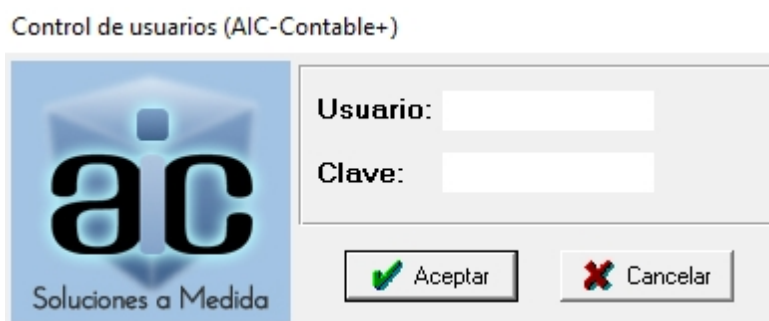 Control de usuarios (AIC-Contable+)
aic
Soluciones a Medida
Usuario:
Clave:
Aceptar
Cancelar